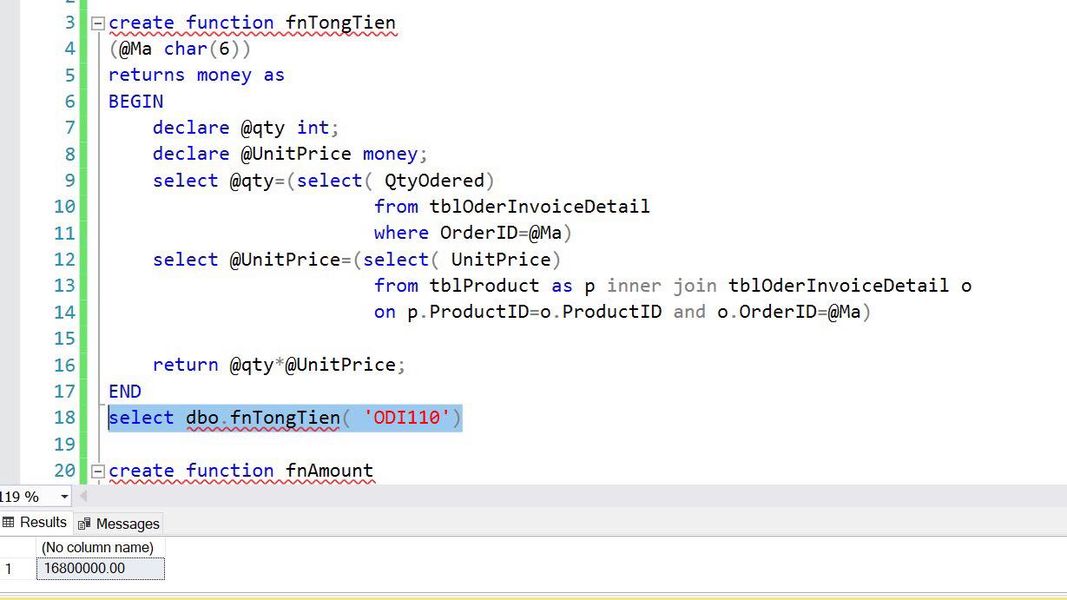 3 create function fnTongTien
4 (@Ma char(6))
5 returns money as
6 BEGIN
7 declare @qty int;
8 declare @UnitPrice money;
9 select @qty=(select( QtyOdered)
10 from tblOderInvoiceDetail
11 where OrderID=@Ma)
12 select @UnitPrice=(select( UnitPrice)
13 from tblProduct as p inner join tblOderInvoiceDetail o
14 on p.ProductID=o.ProductID and o.OrderID=@Ma)
15
16 return @qty*@UnitPrice;
17 END
18 select dbo.fnTongTien( 'ODI110')
19
20 create function fnAmount
119 %
Results Messages
(No column name)
1 16800000.00